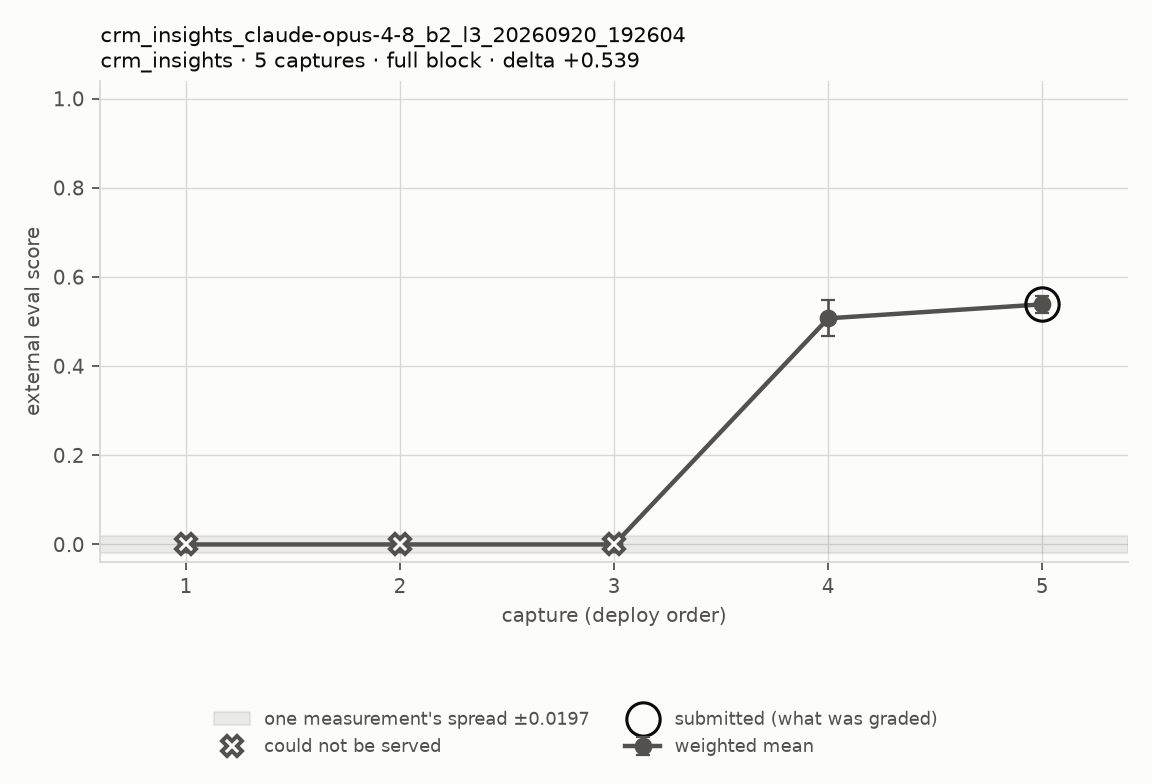 crm_insights_claude-opus-4-8_b2_l3_20260920_192604
crm_insights · 5 captures · full block · delta +0.539
external eval score
1.0
0.8
0.6
0.4
0.2
0.0
1 2 3 4 5
capture (deploy order)
one measurement's spread ±0.0197
could not be served
submitted (what was graded)
weighted mean